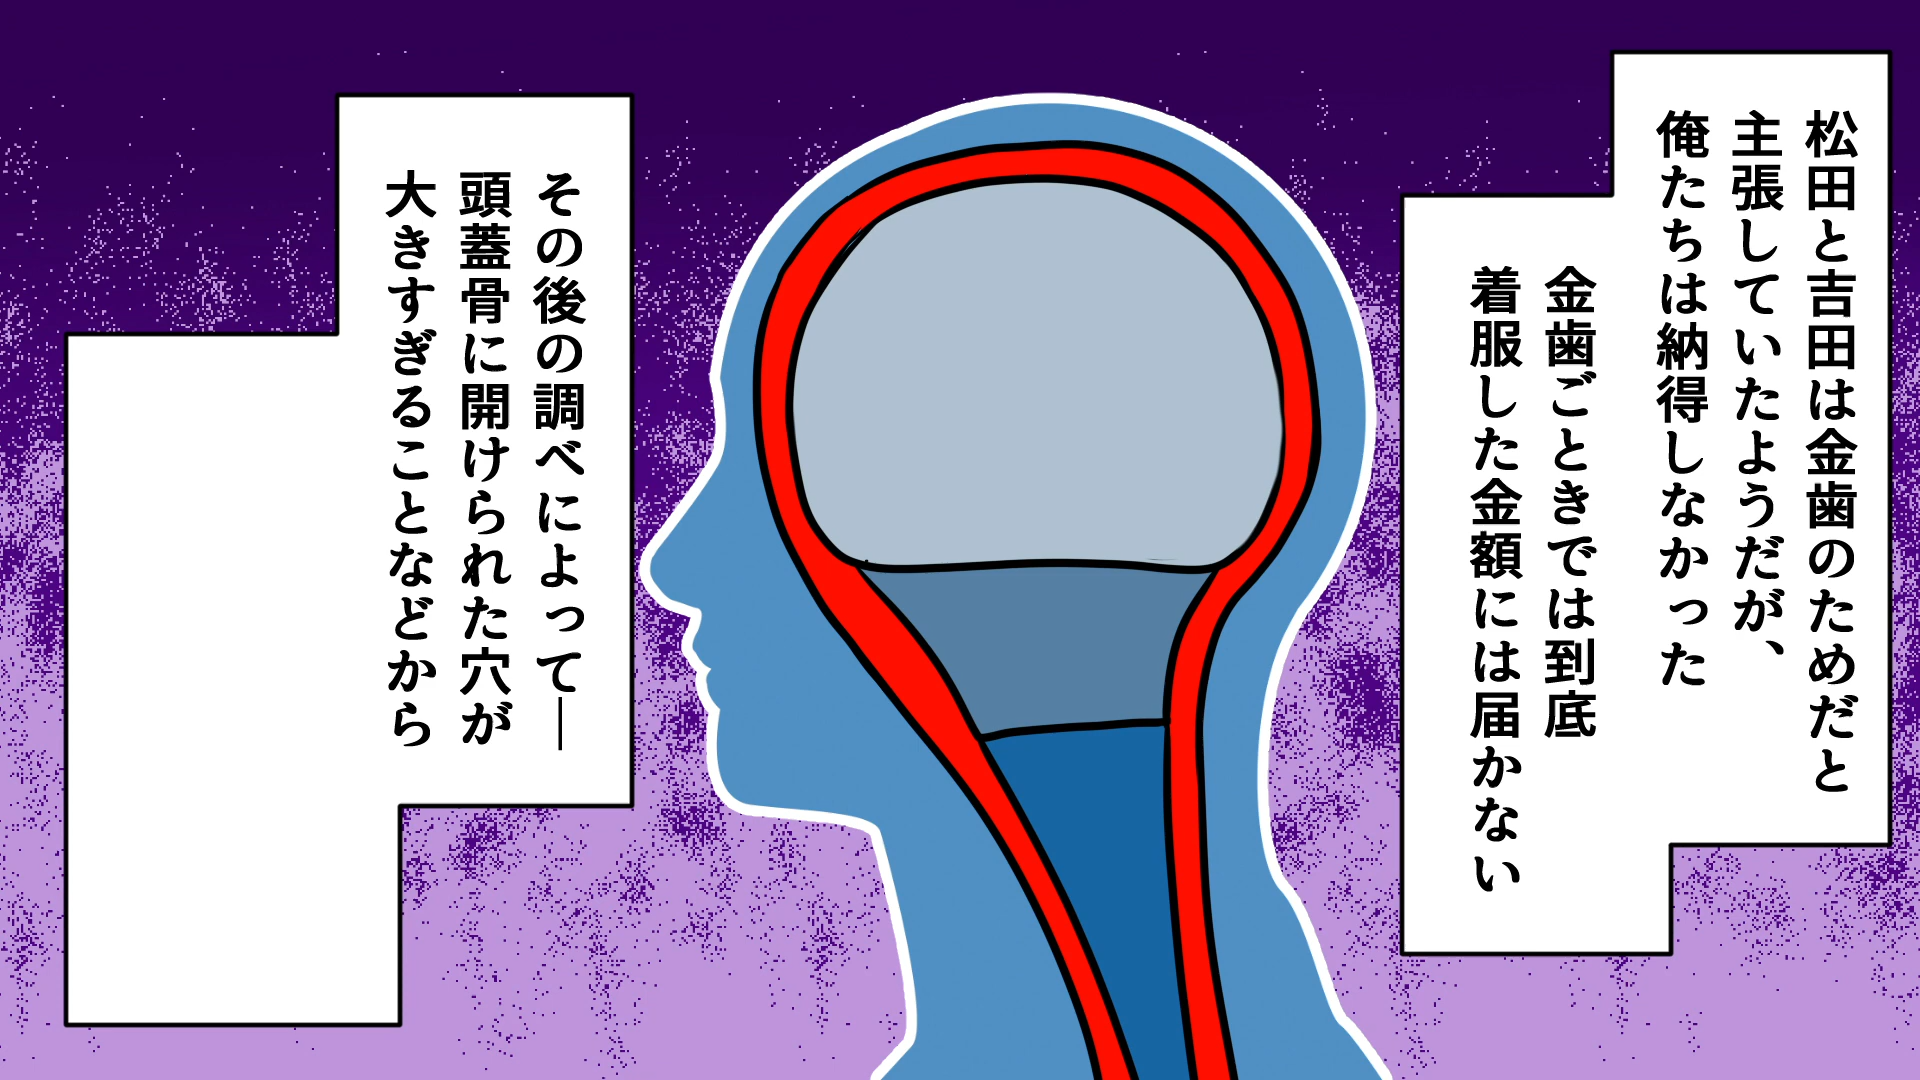 松田と吉田は金歯のためだと
主張していたようだが、
俺たちは納得しなかった
金歯ごときでは到底
着服した金額には届かない
その後の調べによって―
頭蓋骨に開けられた穴が
大きすぎることなどから